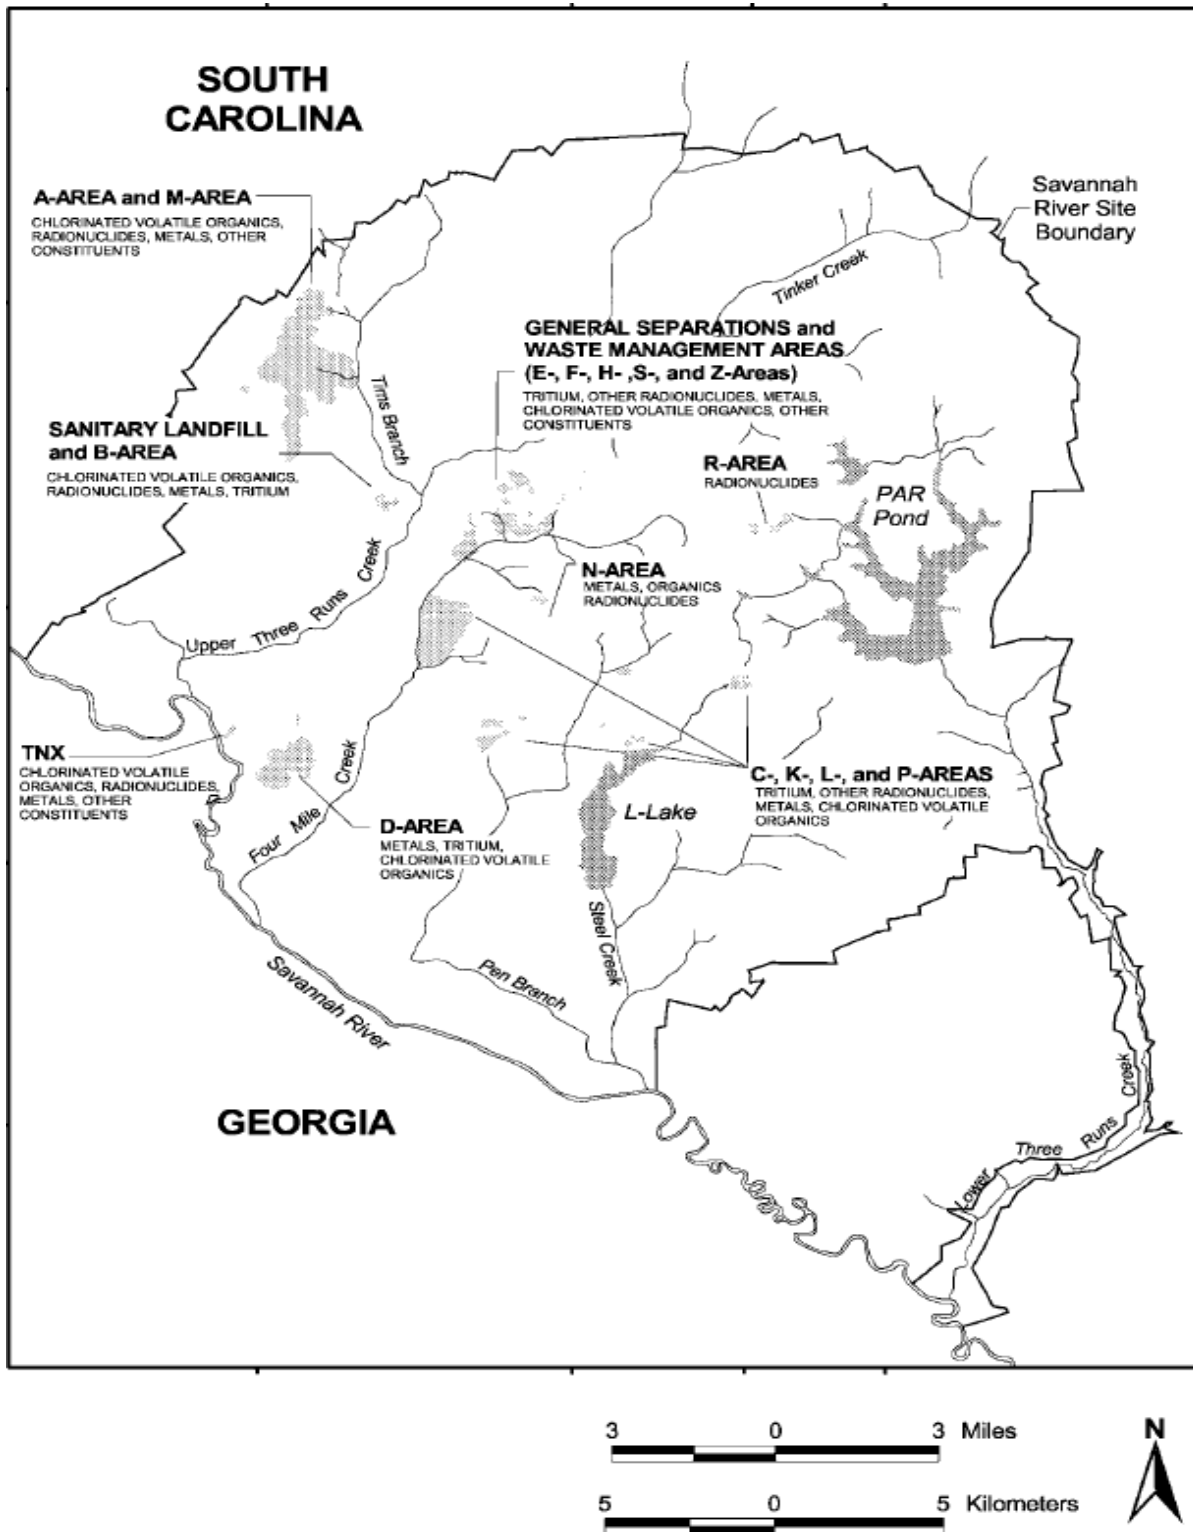 SOUTH
CAROLINA
A-AREA and M-AREA
CHLORINATED VOLATILE ORGANICS,
RADIONUCLIDES, METALS, OTHER
CONSTITUENTS
Savannah
River Site
Boundary
Tinker Creek
GENERAL SEPARATIONS and
WASTE MANAGEMENT AREAS
(E-, F-, H- ,S-, and Z-Areas)
TRITIUM, OTHER RADIONUCLIDES, METALS,
CHLORINATED VOLATILE ORGANICS, OTHER
CONSTITUENTS
Tims Branch
SANITARY LANDFILL
and B-AREA
CHLORINATED VOLATILE ORGANICS,
RADIONUCLIDES, METALS, TRITIUM
R-AREA
RADIONUCLIDES
PAR
Pond
N-AREA
METALS, ORGANICS
RADIONUCLIDES
Upper Three Runs Creek
TNX
CHLORINATED VOLATILE
ORGANICS, RADIONUCLIDES,
METALS, OTHER
CONSTITUENTS
Four Mile Creek
D-AREA
METALS, TRITIUM,
CHLORINATED VOLATILE
ORGANICS
C-, K-, L-, and P-AREAS
TRITIUM, OTHER RADIONUCLIDES,
METALS, CHLORINATED VOLATILE
ORGANICS
L-Lake
Steel Creek
Pen Branch
Savannah River
GEORGIA
Lower Three Runs Creek
3 0 3 Miles
5 0 5 Kilometers
N